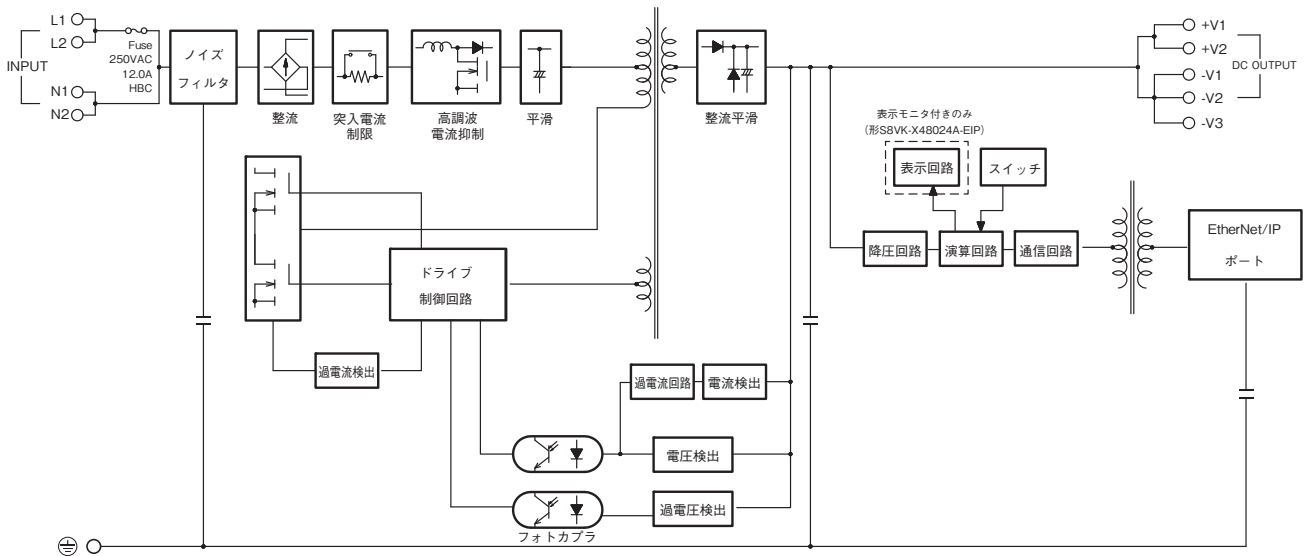 L1
L2
INPUT
N1
N2
Fuse
250VAC
12.0A
HBC
ノイズ
フィルタ
整流
突入電流
制限
高調波
電流抑制
平滑
整流平滑
+V1
+V2
-V1
-V2
-V3
DC OUTPUT
表示モニタ付きのみ
(形S8VK-X48024A-EIP)
表示回路
スイッチ
降圧回路
演算回路
通信回路
EtherNet/IP
ポート
ドライブ
制御回路
過電流検出
過電流回路
電流検出
電圧検出
過電圧検出
フォトカプラ